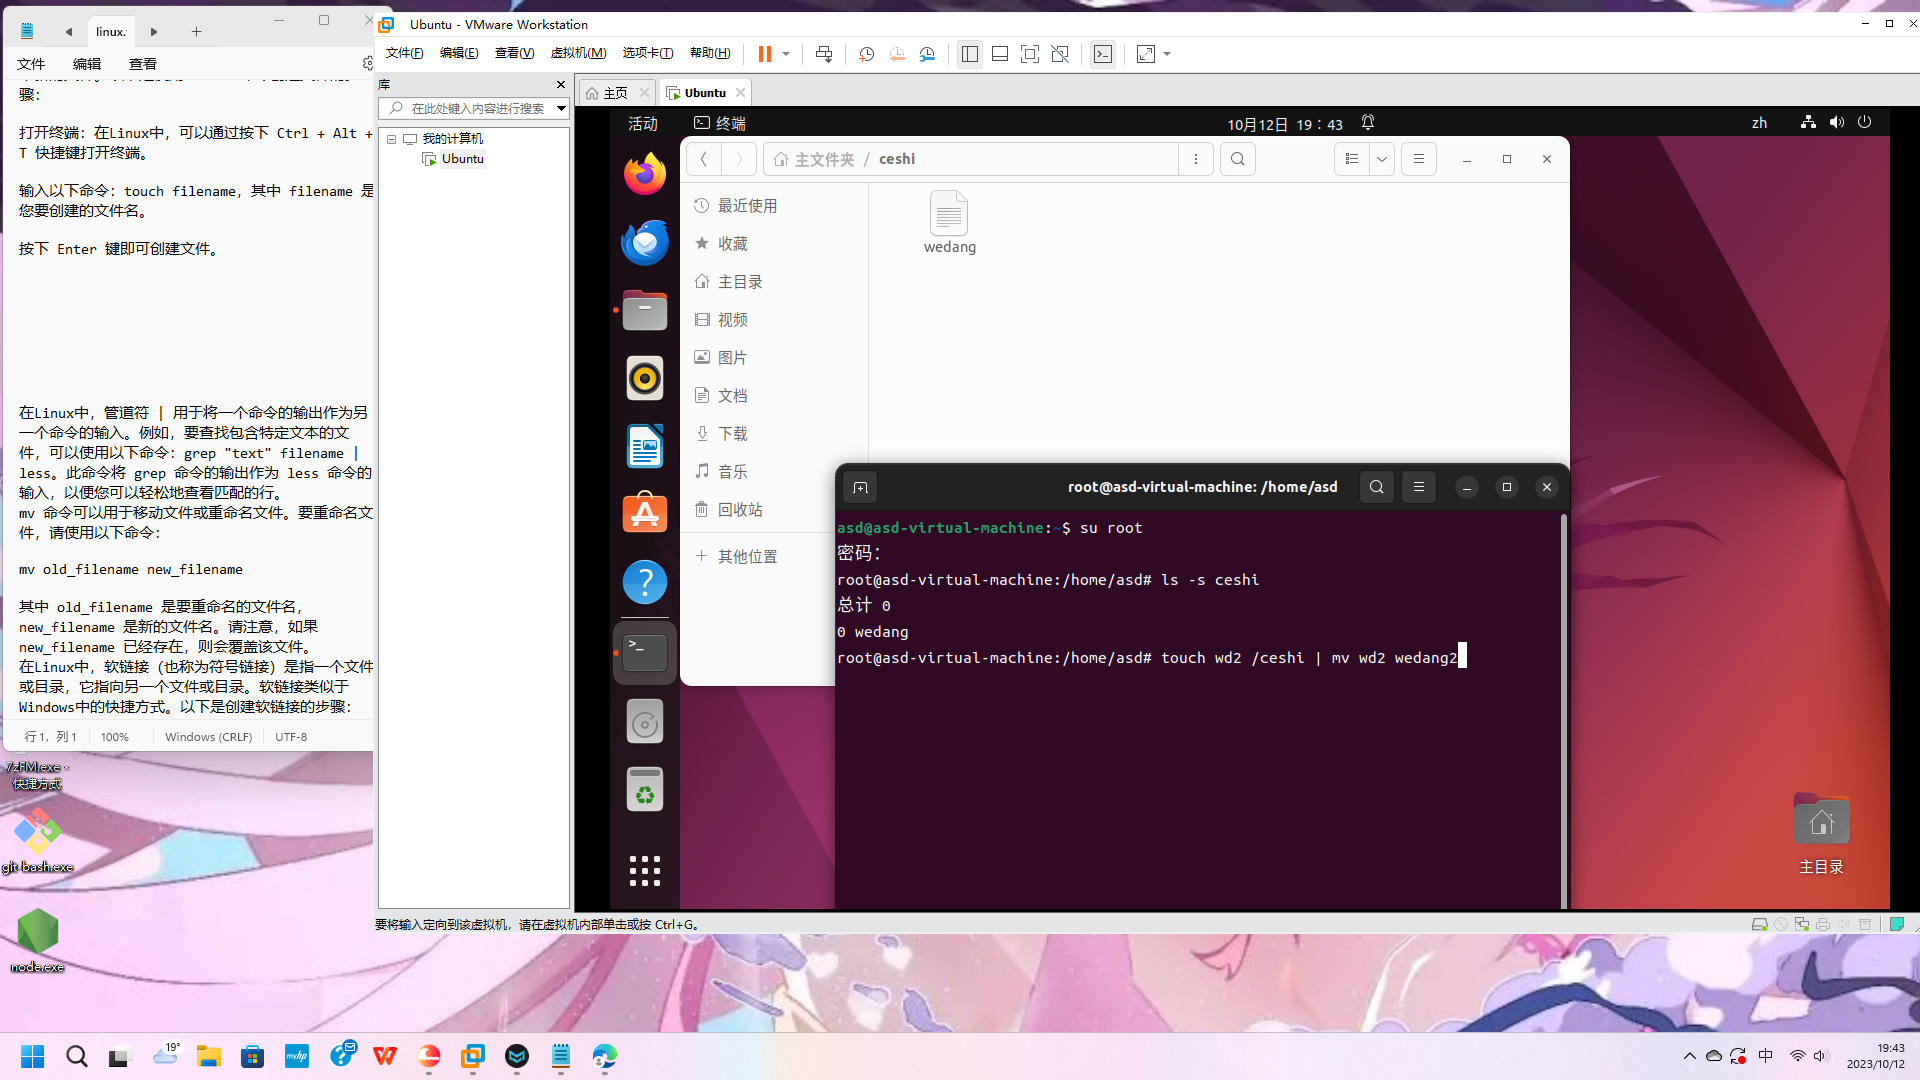 linux.
文件 编辑 查看
骤:
打开终端: 在Linux中, 可以通过按下 Ctrl + Alt +
T 快捷键打开终端。
输入以下命令: touch filename, 其中 filename 是
您要创建的文件名。
按下 Enter 键即可创建文件。
在Linux中, 管道符 | 用于将一个命令的输出作为另
一个命令的输入。例如, 要查找包含特定文本的文
件, 可以使用以下命令: grep "text" filename |
less。此命令将 grep 命令的输出作为 less 命令的
输入, 以便您可以轻松地查看匹配的行。
mv 命令可以用于移动文件或重命名文件。要重命名文
件, 请使用以下命令:
mv old_filename new_filename
其中 old_filename 是要重命名的文件名,
new_filename 是新的文件名。请注意, 如果
new_filename 已经存在, 则会覆盖该文件。
在Linux中, 软链接 (也称为符号链接) 是指一个文件
或目录, 它指向另一个文件或目录。软链接类似于
Windows中的快捷方式。以下是创建软链接的步骤:
行 1, 列 1 100% Windows (CRLF) UTF-8
7zFM.exe -
快捷方式
git-bash.exe
node.exe
Ubuntu - VMware Workstation
文件(F) 编辑(E) 查看(V) 虚拟机(M) 选项卡(T) 帮助(H)
库
在此处键入内容进行搜索
我的计算机
Ubuntu
主页 Ubuntu
活动 终端 10月12日 19:43 zh
主文件夹 / ceshi
最近使用
收藏
主目录
视频
图片
文档
下载
音乐
回收站
其他位置
wedang
root@asd-virtual-machine: /home/asd
asd@asd-virtual-machine:~$ su root
密码:
root@asd-virtual-machine:/home/asd# ls -s ceshi
总计 0
0 wedang
root@asd-virtual-machine:/home/asd# touch wd2 /ceshi | mv wd2 wedang2
主目录
要将输入定向到该虚拟机, 请在虚拟机内部单击或按 Ctrl+G。
19°
myhp
中
19:43
2023/10/12